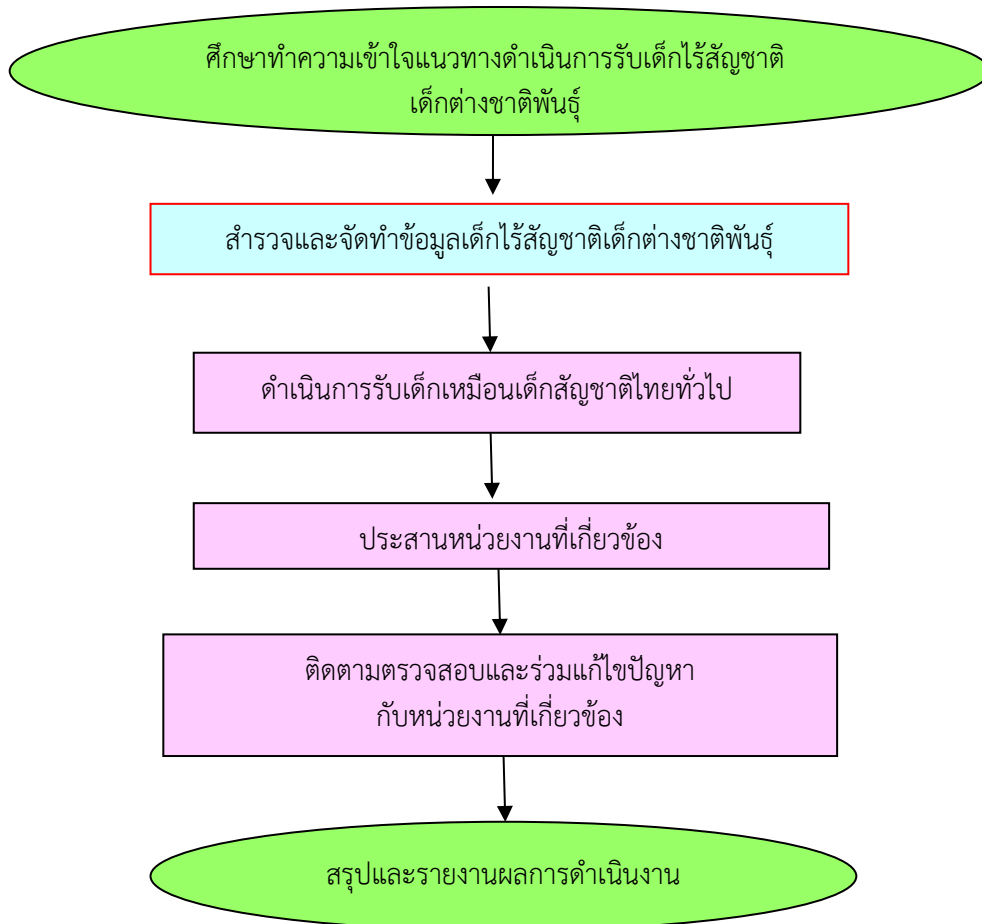 ศึกษาทำความเข้าใจแนวทางดำเนินการรับเด็กไร้สัญชาติ
เด็กต่างชาติพันธุ์
สำรวจและจัดทำข้อมูลเด็กไร้สัญชาติเด็กต่างชาติพันธุ์
ดำเนินการรับเด็กเหมือนเด็กสัญชาติไทยทั่วไป
ประสานหน่วยงานที่เกี่ยวข้อง
ติดตามตรวจสอบและร่วมแก้ไขปัญหา
กับหน่วยงานที่เกี่ยวข้อง
สรุปและรายงานผลการดำเนินงาน